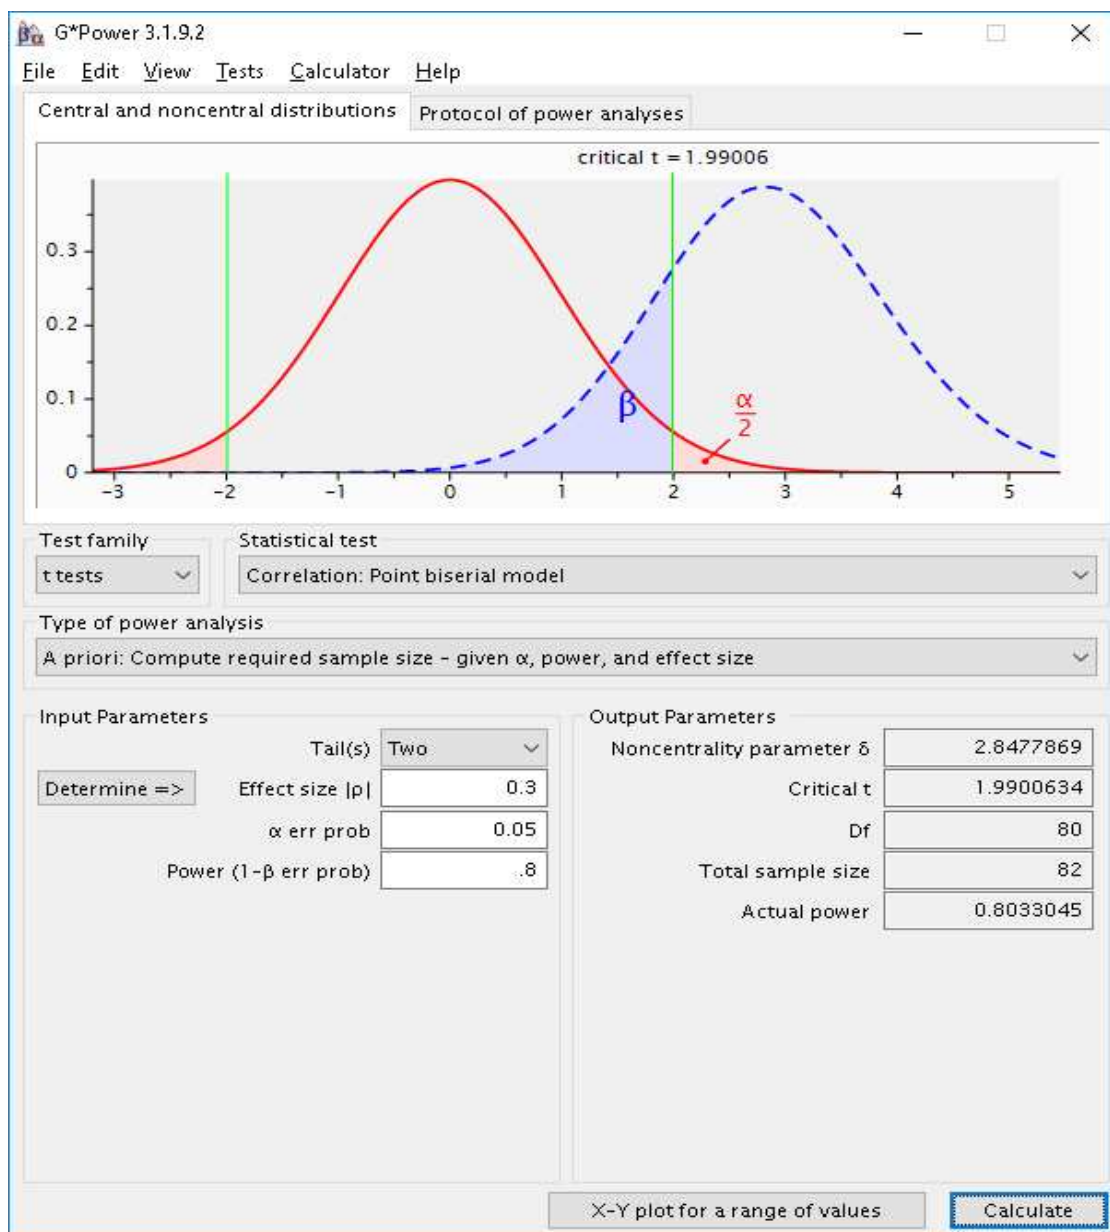 G*Power 3.1.9.2
File Edit View Tests Calculator Help
Central and noncentral distributions Protocol of power analyses
critical t = 1.99006
0.3
0.2
0.1
0
β
α
2
-3 -2 -1 0 1 2 3 4 5
Test family Statistical test
t tests Correlation: Point biserial model
Type of power analysis
A priori: Compute required sample size - given α, power, and effect size
Input Parameters Output Parameters
Tail(s) Two Noncentrality parameter δ 2.8477869
Determine => Effect size |ρ| 0.3 Critical t 1.9900634
α err prob 0.05 Df 80
Power (1-β err prob) .8 Total sample size 82
Actual power 0.8033045
X-Y plot for a range of values Calculate